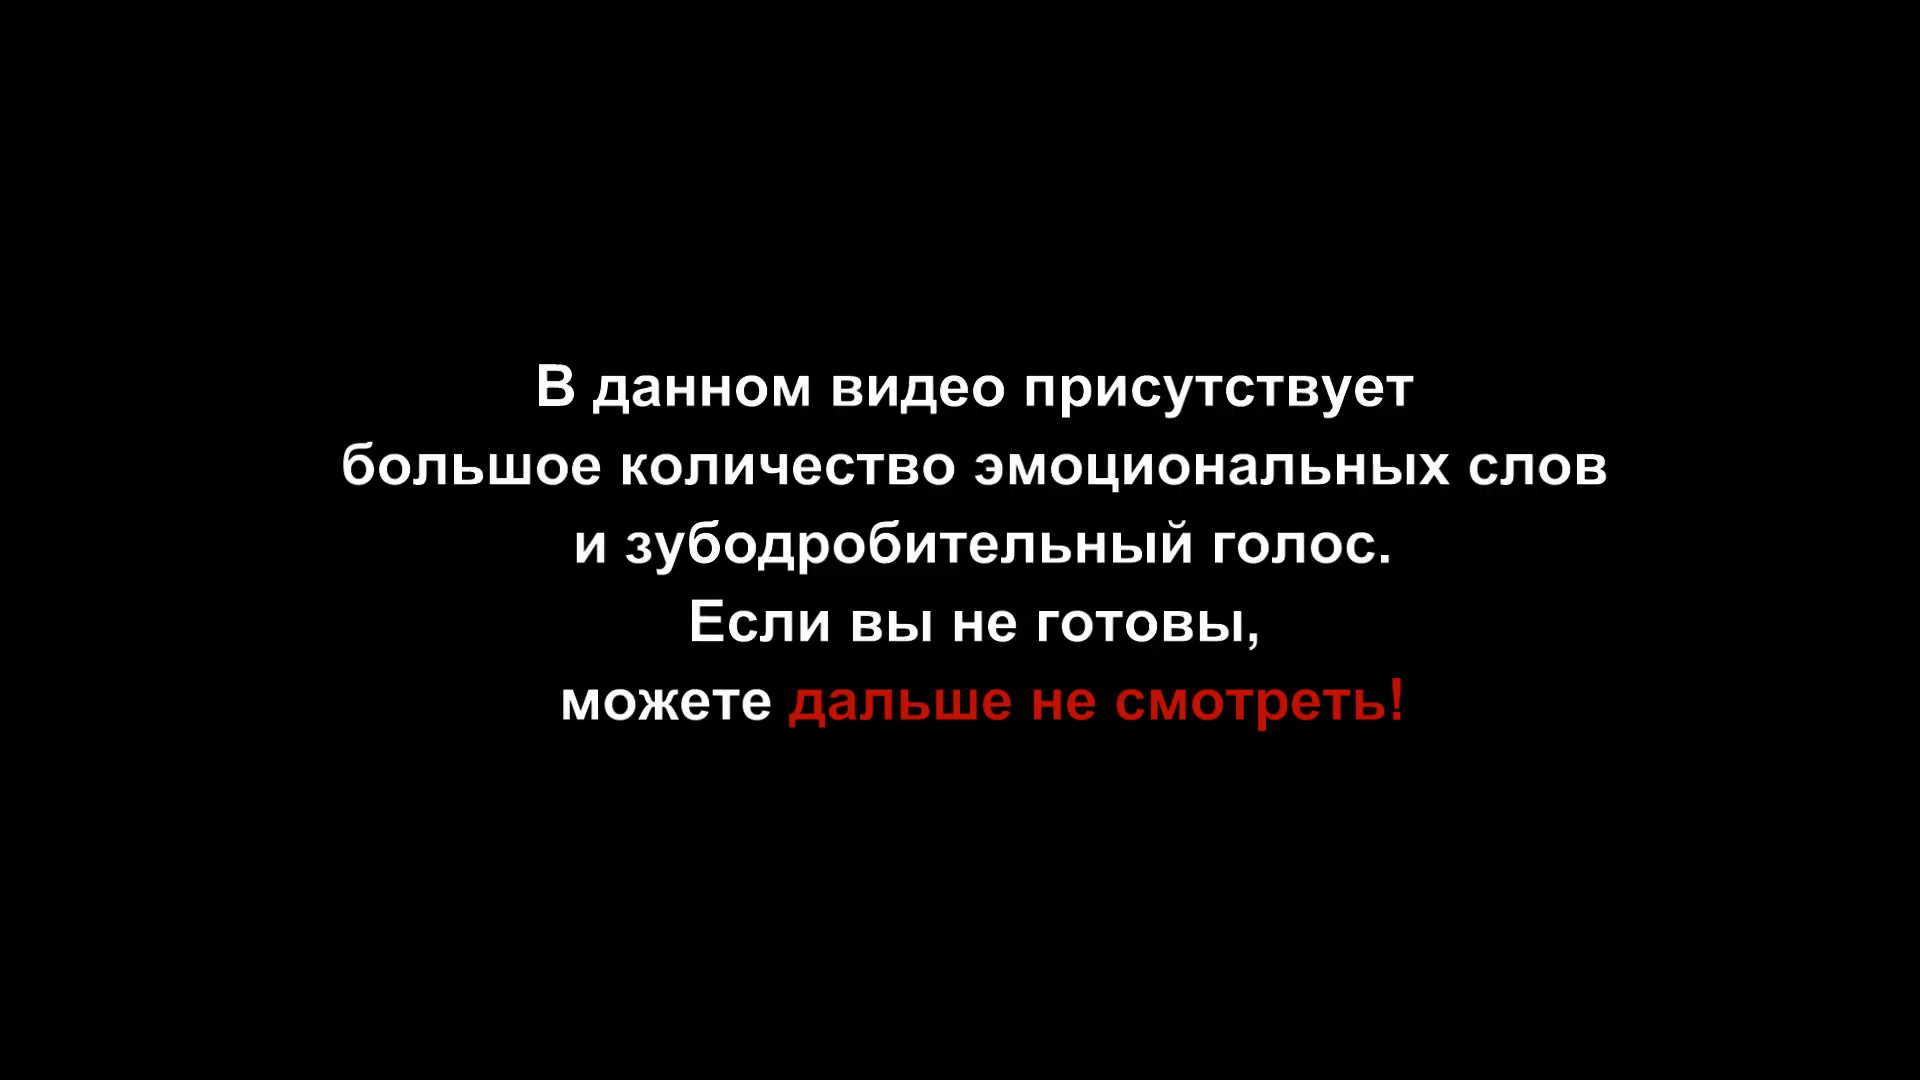 В данном видео присутствует
большое количество эмоциональных слов
и зубодробительный голос.
Если вы не готовы,
можете дальше не смотреть!